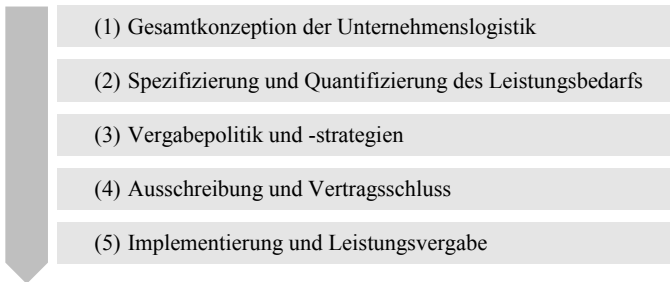 (1) Gesamtkonzeption der Unternehmenslogistik
(2) Spezifizierung und Quantifizierung des Leistungsbedarfs
(3) Vergabepolitik und -strategien
(4) Ausschreibung und Vertragsschluss
(5) Implementierung und Leistungsvergabe